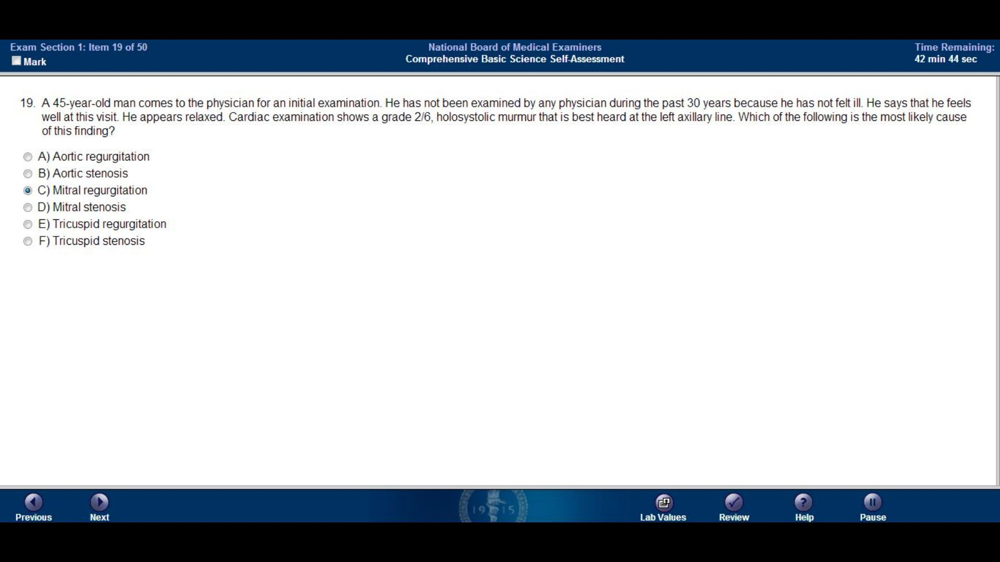 Exam Section 1: Item 19 of 50
Mark
National Board of Medical Examiners
Comprehensive Basic Science Self-Assessment
Time Remaining:
42 min 44 sec
19. A 45-year-old man comes to the physician for an initial examination. He has not been examined by any physician during the past 30 years because he has not felt ill. He says that he feels
well at this visit. He appears relaxed. Cardiac examination shows a grade 2/6, holosystolic murmur that is best heard at the left axillary line. Which of the following is the most likely cause
of this finding?
A) Aortic regurgitation
B) Aortic stenosis
C) Mitral regurgitation
D) Mitral stenosis
E) Tricuspid regurgitation
F) Tricuspid stenosis
1915
Previous
Next
Lab Values
Review
Help
Pause